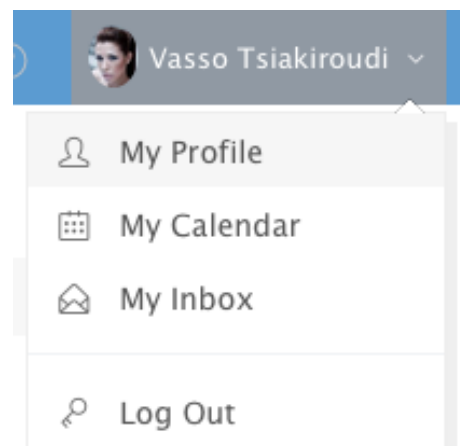 Vasso Tsiakiroudi
My Profile
My Calendar
My Inbox
Log Out